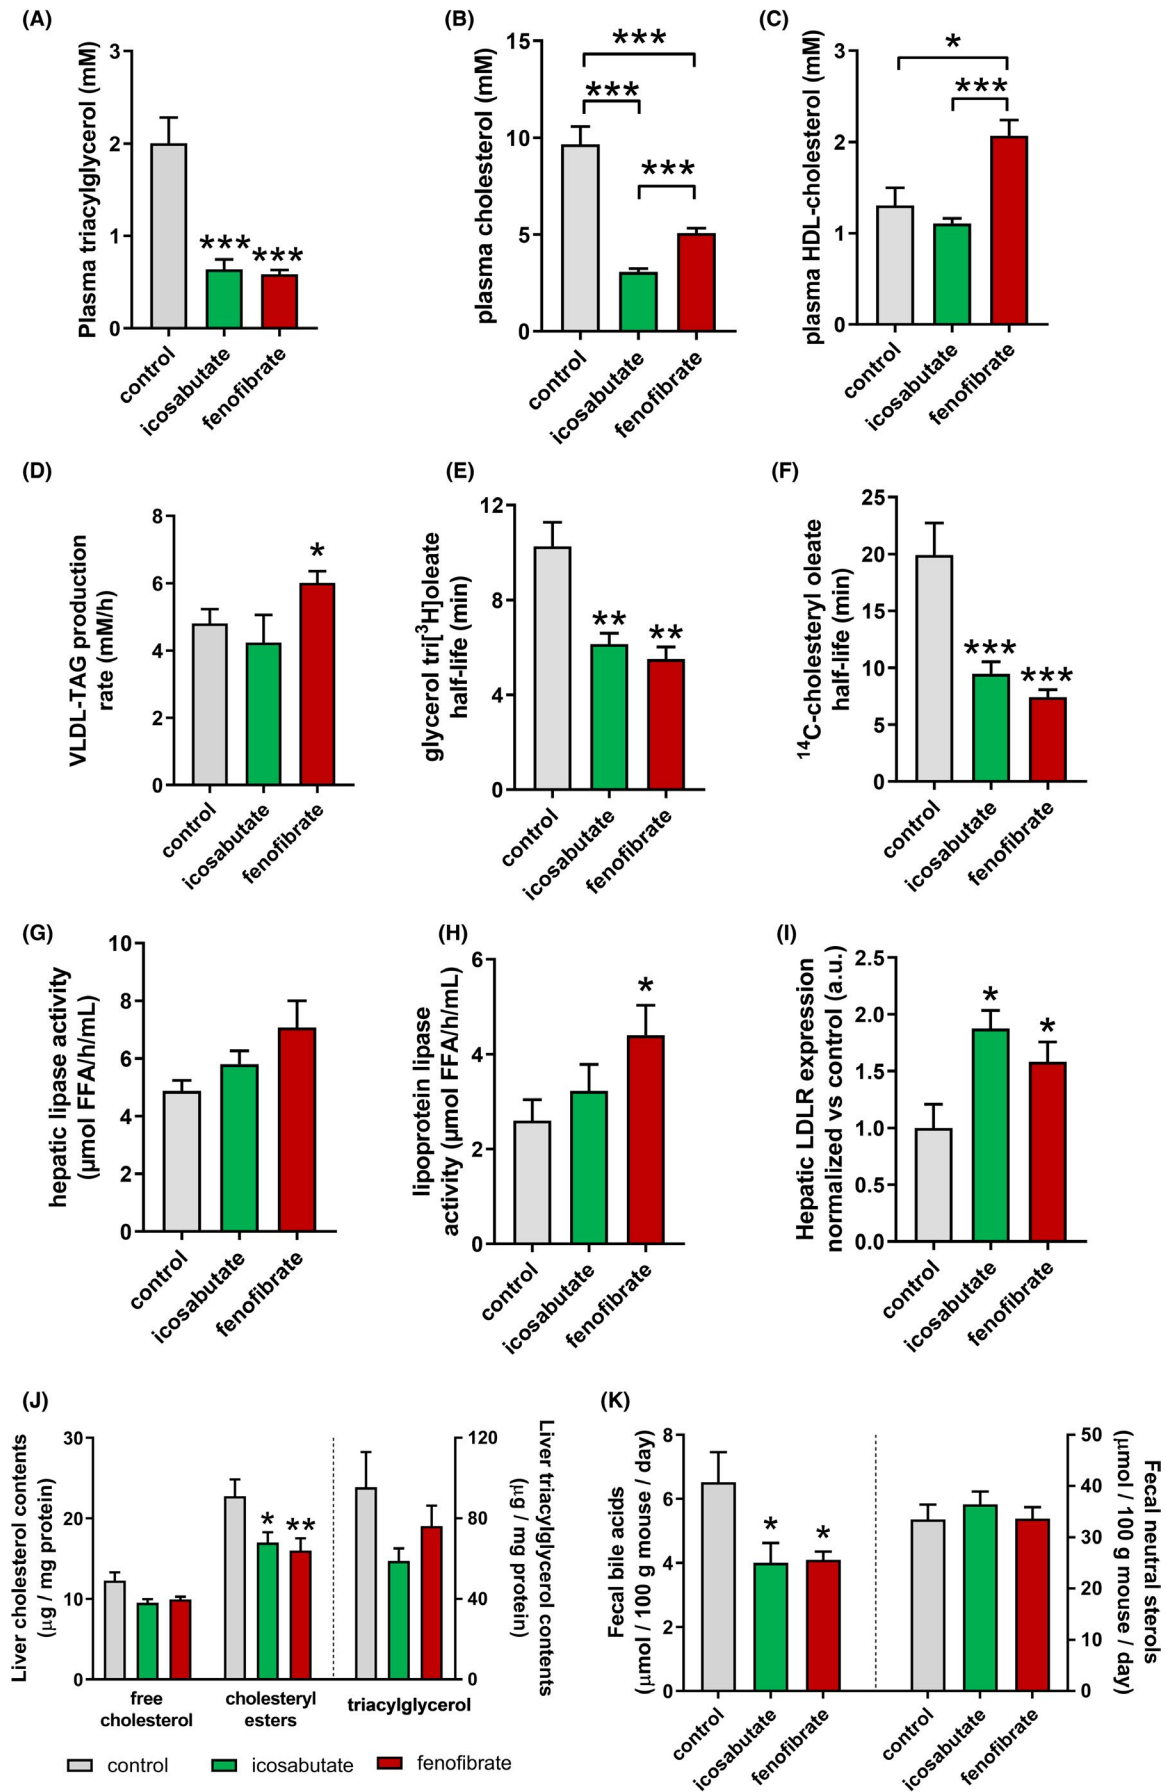 (A)
Plasma triacylglycerol (mM)
3
2
1
0
***
***
control
icosabutate
fenofibrate
(B)
plasma cholesterol (mM)
15
10
5
0
***
***
***
control
icosabutate
fenofibrate
(C)
plasma HDL-cholesterol (mM)
3
2
1
0
*
***
control
icosabutate
fenofibrate
(D)
VLDL-TAG production
rate (mM/h)
8
6
4
2
0
*
control
icosabutate
fenofibrate
(E)
glycerol tri[³H]oleate
half-life (min)
12
8
4
0
**
**
control
icosabutate
fenofibrate
(F)
¹⁴C-cholesteryl oleate
half-life (min)
25
20
15
10
5
0
***
***
control
icosabutate
fenofibrate
(G)
hepatic lipase activity
(µmol FFA/h/mL)
10
8
6
4
2
0
control
icosabutate
fenofibrate
(H)
lipoprotein lipase
activity (µmol FFA/h/mL)
6
4
2
0
*
control
icosabutate
fenofibrate
(I)
Hepatic LDLR expression
normalized vs control (a.u.)
2.5
2.0
1.5
1.0
0.5
0.0
*
*
control
icosabutate
fenofibrate
(J)
Liver cholesterol contents
(µg / mg protein)
30
20
10
0
*
**
120
80
40
0
Liver triacylglycerol contents
(µg / mg protein)
free
cholesterol
cholesteryl
esters
triacylglycerol
control
icosabutate
fenofibrate
(K)
Fecal bile acids
(µmol / 100 g mouse / day)
8
6
4
2
0
*
*
50
40
30
20
10
0
Fecal neutral sterols
(µmol / 100 g mouse / day)
control
icosabutate
fenofibrate
control
icosabutate
fenofibrate